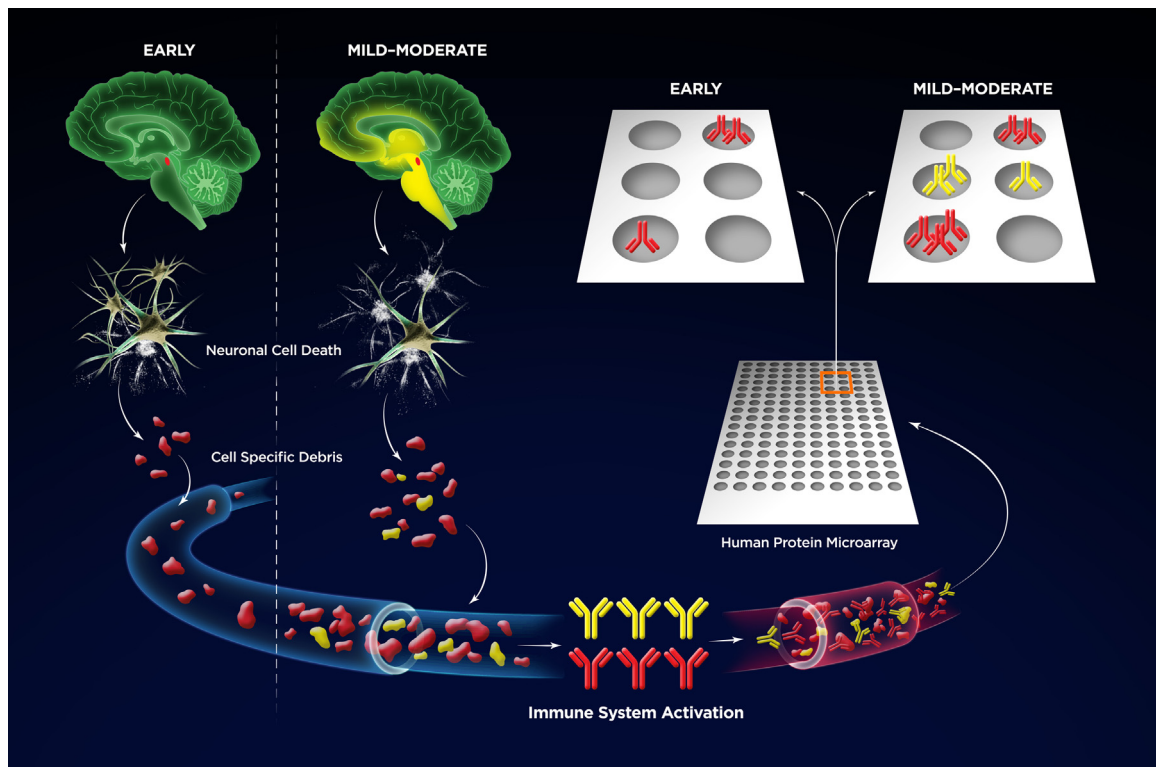 EARLY
MILD–MODERATE
EARLY
MILD–MODERATE
Neuronal Cell Death
Cell Specific Debris
Human Protein Microarray
Immune System Activation